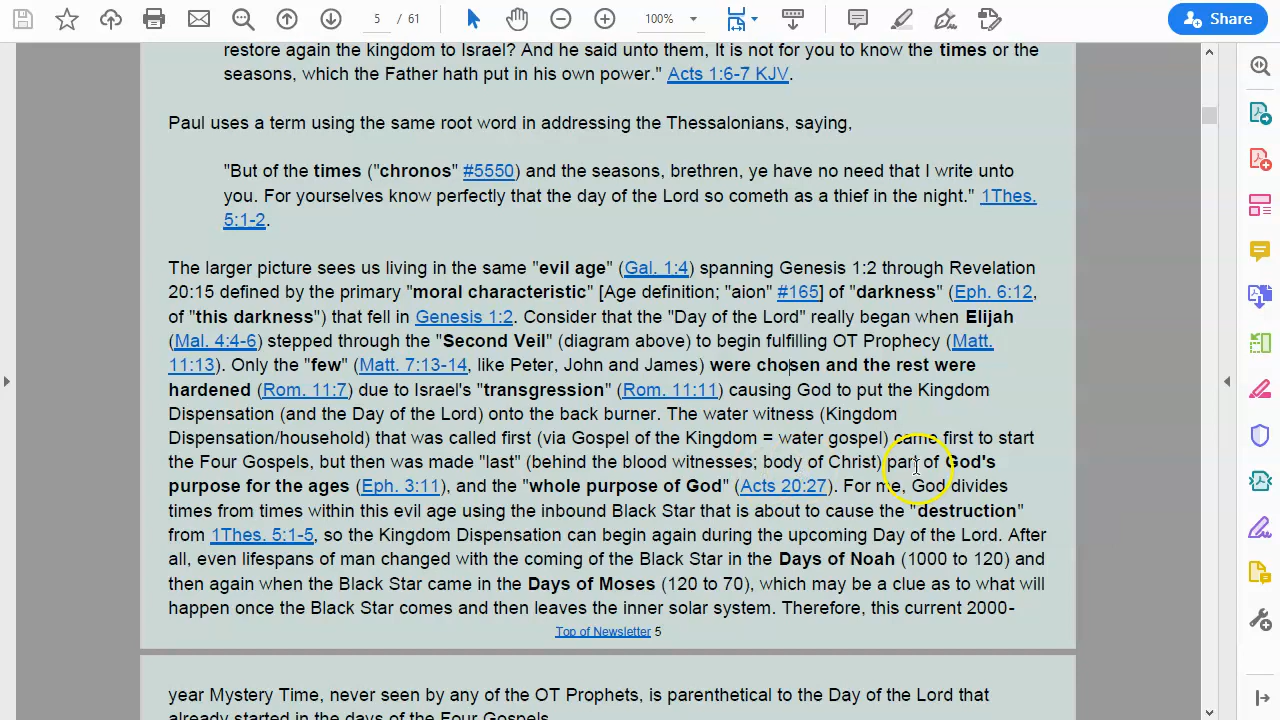 5 / 61
100%
Share
restore again the kingdom to Israel? And he said unto them, It is not for you to know the times or the
seasons, which the Father hath put in his own power." Acts 1:6-7 KJV.
Paul uses a term using the same root word in addressing the Thessalonians, saying,
"But of the times ("chronos" #5550) and the seasons, brethren, ye have no need that I write unto
you. For yourselves know perfectly that the day of the Lord so cometh as a thief in the night." 1Thes.
5:1-2.
The larger picture sees us living in the same "evil age" (Gal. 1:4) spanning Genesis 1:2 through Revelation
20:15 defined by the primary "moral characteristic" [Age definition; "aion" #165] of "darkness" (Eph. 6:12,
of "this darkness") that fell in Genesis 1:2. Consider that the "Day of the Lord" really began when Elijah
(Mal. 4:4-6) stepped through the "Second Veil" (diagram above) to begin fulfilling OT Prophecy (Matt.
11:13). Only the "few" (Matt. 7:13-14, like Peter, John and James) were chosen and the rest were
hardened (Rom. 11:7) due to Israel's "transgression" (Rom. 11:11) causing God to put the Kingdom
Dispensation (and the Day of the Lord) onto the back burner. The water witness (Kingdom
Dispensation/household) that was called first (via Gospel of the Kingdom = water gospel) came first to start
the Four Gospels, but then was made "last" (behind the blood witnesses; body of Christ) part of God's
purpose for the ages (Eph. 3:11), and the "whole purpose of God" (Acts 20:27). For me, God divides
times from times within this evil age using the inbound Black Star that is about to cause the "destruction"
from 1Thes. 5:1-5, so the Kingdom Dispensation can begin again during the upcoming Day of the Lord. After
all, even lifespans of man changed with the coming of the Black Star in the Days of Noah (1000 to 120) and
then again when the Black Star came in the Days of Moses (120 to 70), which may be a clue as to what will
happen once the Black Star comes and then leaves the inner solar system. Therefore, this current 2000-
Top of Newsletter 5
year Mystery Time, never seen by any of the OT Prophets, is parenthetical to the Day of the Lord that
already started in the days of the Four Gospels.